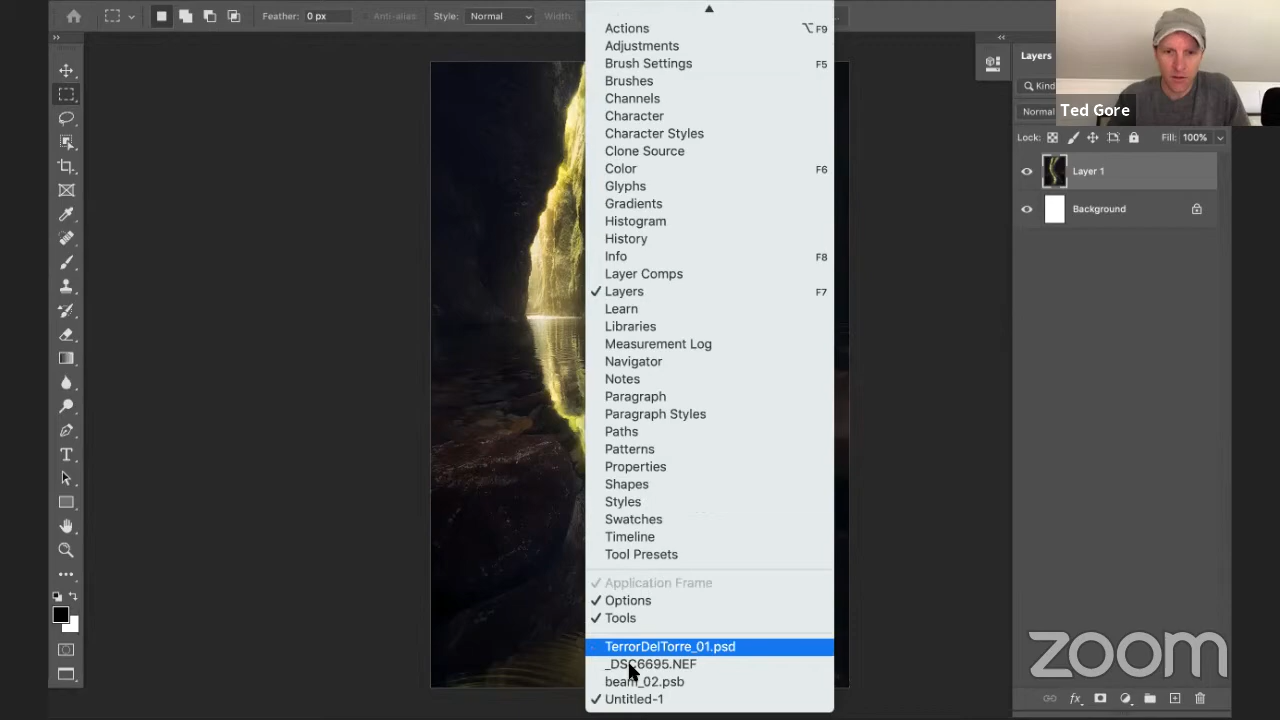 Feather: 0 px
Anti-alias
Style: Normal
Width:
Actions ⌥F9
Adjustments
Brush Settings F5
Brushes
Channels
Character
Character Styles
Clone Source
Color F6
Glyphs
Gradients
Histogram
History
Info F8
Layer Comps
✓ Layers F7
Learn
Libraries
Measurement Log
Navigator
Notes
Paragraph
Paragraph Styles
Paths
Patterns
Properties
Shapes
Styles
Swatches
Timeline
Tool Presets
✓ Application Frame
✓ Options
✓ Tools
TerrorDelTorre_01.psd
_DSC6695.NEF
beam_02.psb
✓ Untitled-1
Layers
Kind
Normal
Ted Gore
Lock:
Fill: 100%
Layer 1
Background
zoom
fx